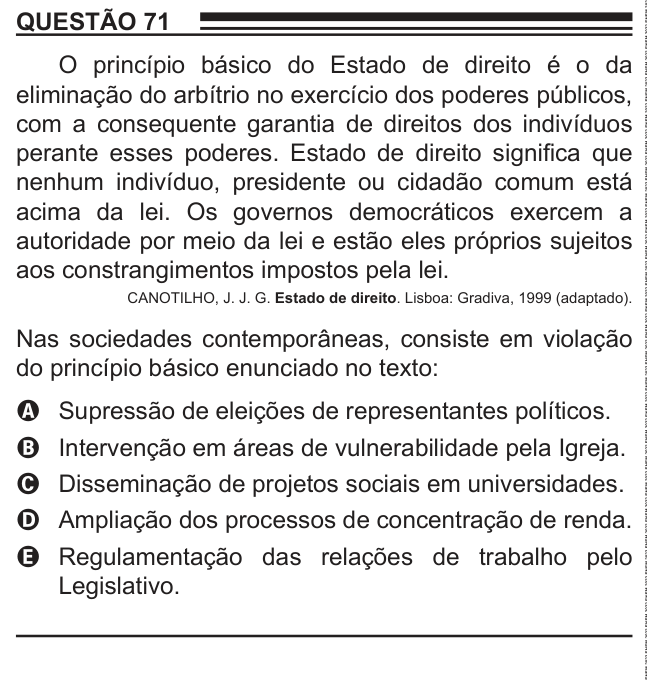 QUESTÃO 71
O princípio básico do Estado de direito é o da
eliminação do arbítrio no exercício dos poderes públicos,
com a consequente garantia de direitos dos indivíduos
perante esses poderes. Estado de direito significa que
nenhum indivíduo, presidente ou cidadão comum está
acima da lei. Os governos democráticos exercem a
autoridade por meio da lei e estão eles próprios sujeitos
aos constrangimentos impostos pela lei.
CANOTILHO, J. J. G. Estado de direito. Lisboa: Gradiva, 1999 (adaptado).
Nas sociedades contemporâneas, consiste em violação
do princípio básico enunciado no texto:
A Supressão de eleições de representantes políticos.
B Intervenção em áreas de vulnerabilidade pela Igreja.
C Disseminação de projetos sociais em universidades.
D Ampliação dos processos de concentração de renda.
E Regulamentação das relações de trabalho pelo
Legislativo.